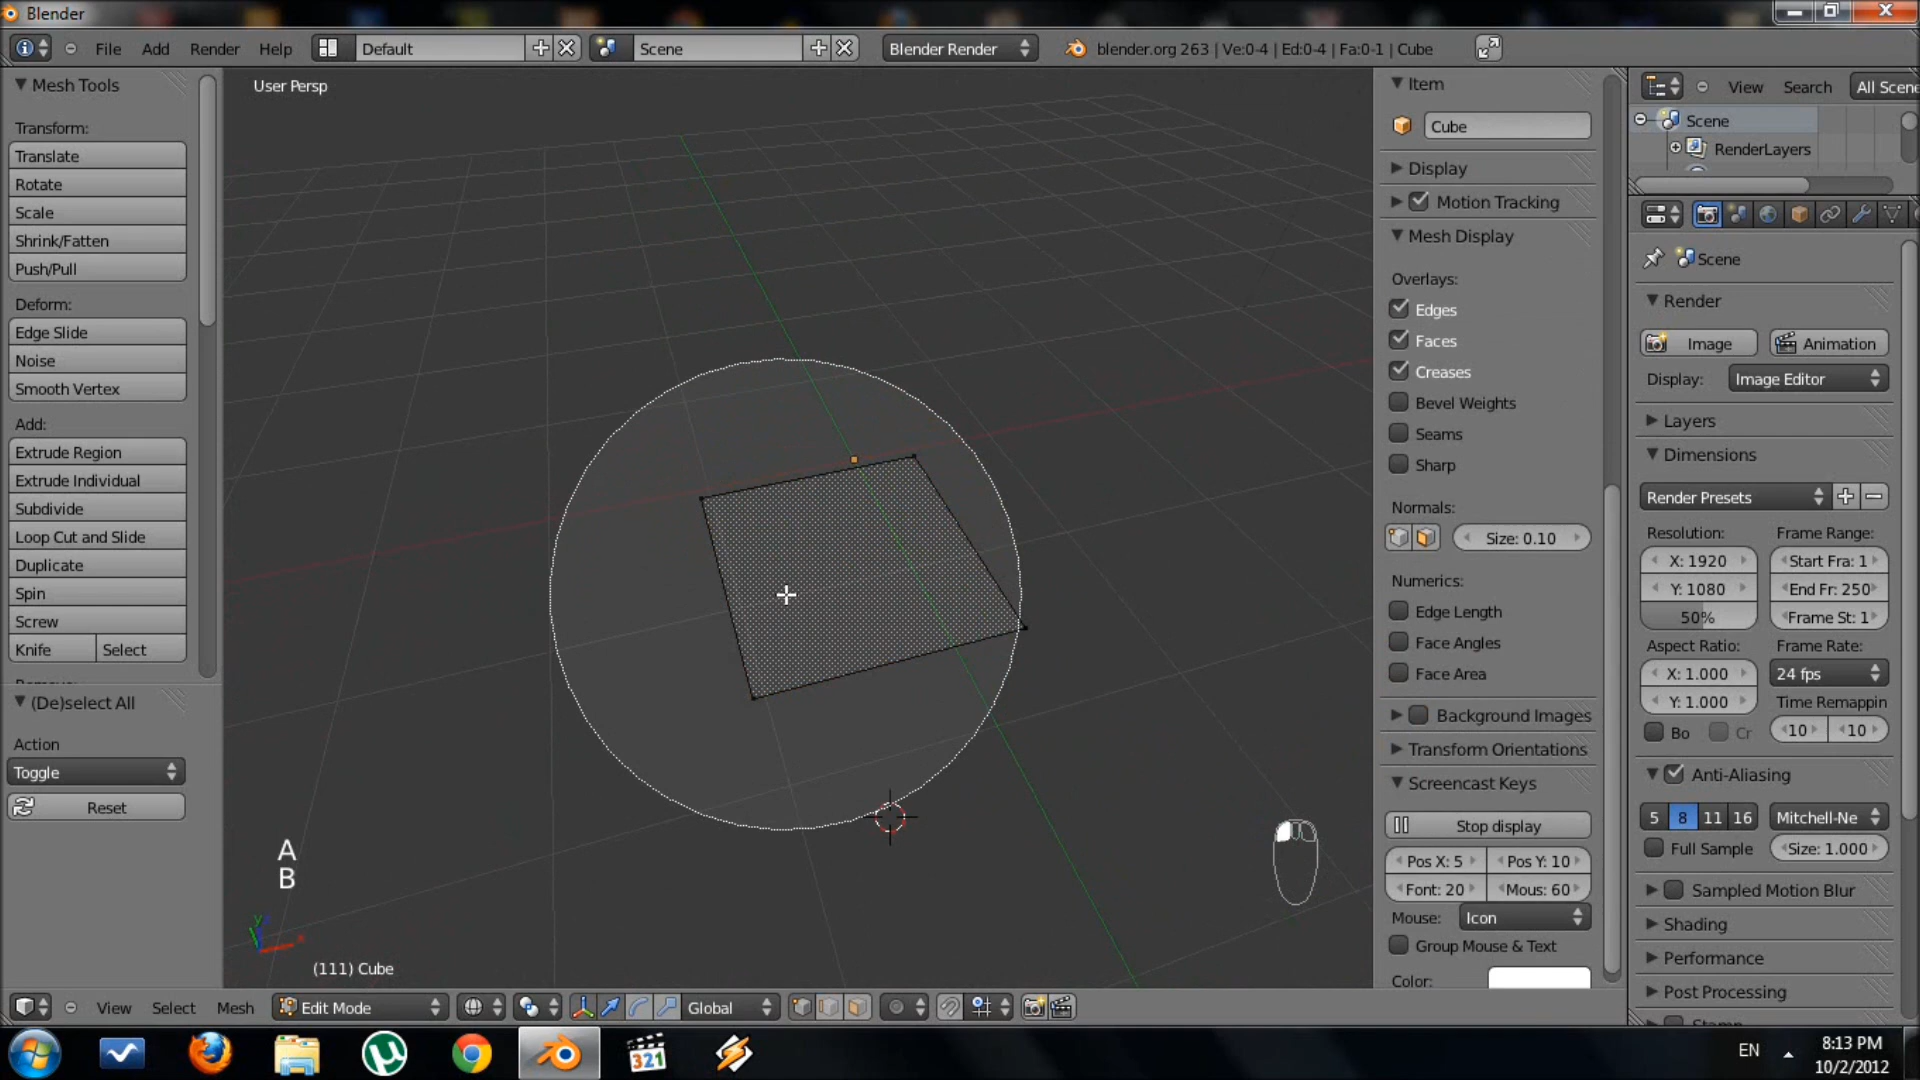 Blender
File Add Render Help Default Scene Blender Render blender.org 263 | Ve:0-4 | Ed:0-4 | Fa:0-1 | Cube
Mesh Tools
Transform:
Translate
Rotate
Scale
Shrink/Fatten
Push/Pull
Deform:
Edge Slide
Noise
Smooth Vertex
Add:
Extrude Region
Extrude Individual
Subdivide
Loop Cut and Slide
Duplicate
Spin
Screw
Knife Select
(De)select All
Action
Toggle
Reset
User Persp
A
B
y
x
(111) Cube
View Select Mesh Edit Mode Global
Item
Cube
Display
Motion Tracking
Mesh Display
Overlays:
Edges
Faces
Creases
Bevel Weights
Seams
Sharp
Normals:
Size: 0.10
Numerics:
Edge Length
Face Angles
Face Area
Background Images
Transform Orientations
Screencast Keys
Stop display
Pos X: 5 Pos Y: 10
Font: 20 Mous: 60
Mouse: Icon
Group Mouse & Text
Color:
View Search All Scene
Scene
RenderLayers
Scene
Render
Image Animation
Display: Image Editor
Layers
Dimensions
Render Presets
Resolution: Frame Range:
X: 1920 Start Fra: 1
Y: 1080 End Fr: 250
50% Frame St: 1
Aspect Ratio: Frame Rate:
X: 1.000 24 fps
Y: 1.000 Time Remappin
Bo Cr 10 10
Anti-Aliasing
5 8 11 16 Mitchell-Ne
Full Sample Size: 1.000
Sampled Motion Blur
Shading
Performance
Post Processing
321
EN 8:13 PM
10/2/2012